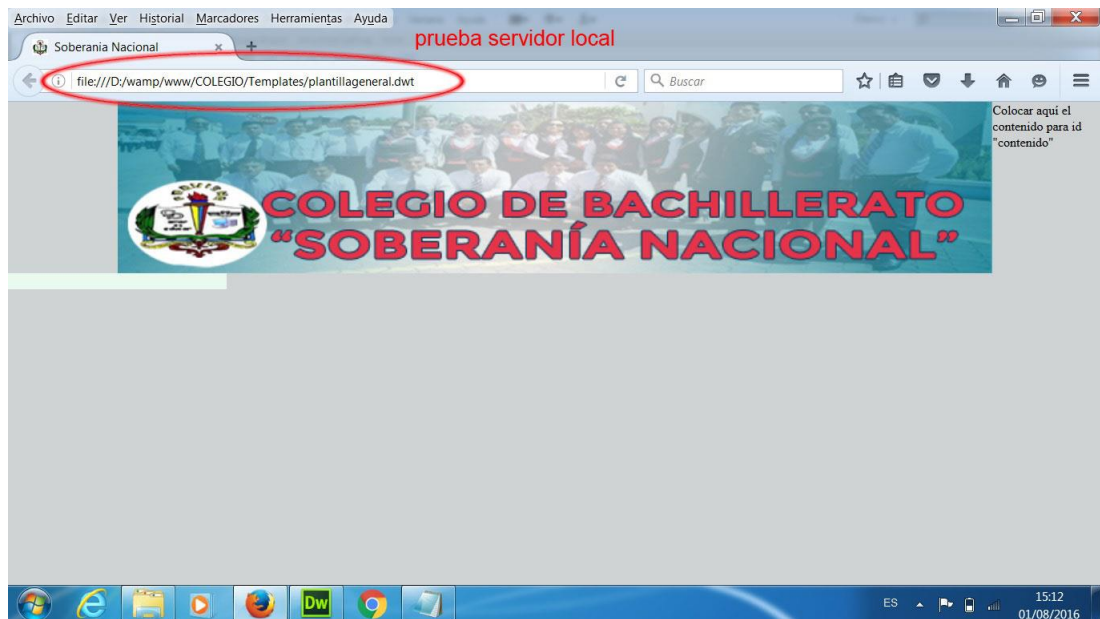 Archivo Editar Ver Historial Marcadores Herramientas Ayuda
Soberania Nacional
prueba servidor local
file:///D:/wamp/www/COLEGIO/Templates/plantillageneral.dwt
Buscar
Colocar aquí el
contenido para id
"contenido"
COLEGIO DE BACHILLERATO
“SOBERANÍA NACIONAL”
Dw
ES
15:12
01/08/2016